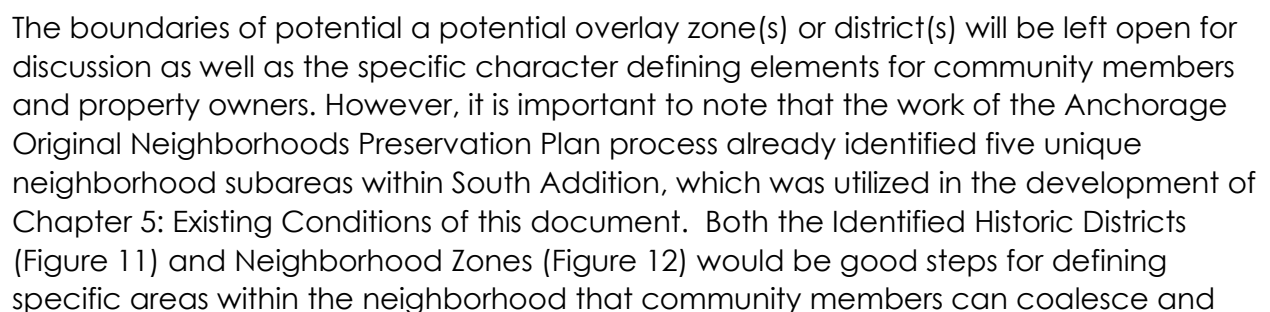 The boundaries of potential a potential overlay zone(s) or district(s) will be left open for
discussion as well as the specific character defining elements for community members
and property owners. However, it is important to note that the work of the Anchorage
Original Neighborhoods Preservation Plan process already identified five unique
neighborhood subareas within South Addition, which was utilized in the development of
Chapter 5: Existing Conditions of this document.  Both the Identified Historic Districts
(Figure 11) and Neighborhood Zones (Figure 12) would be good steps for defining
specific areas within the neighborhood that community members can coalesce and